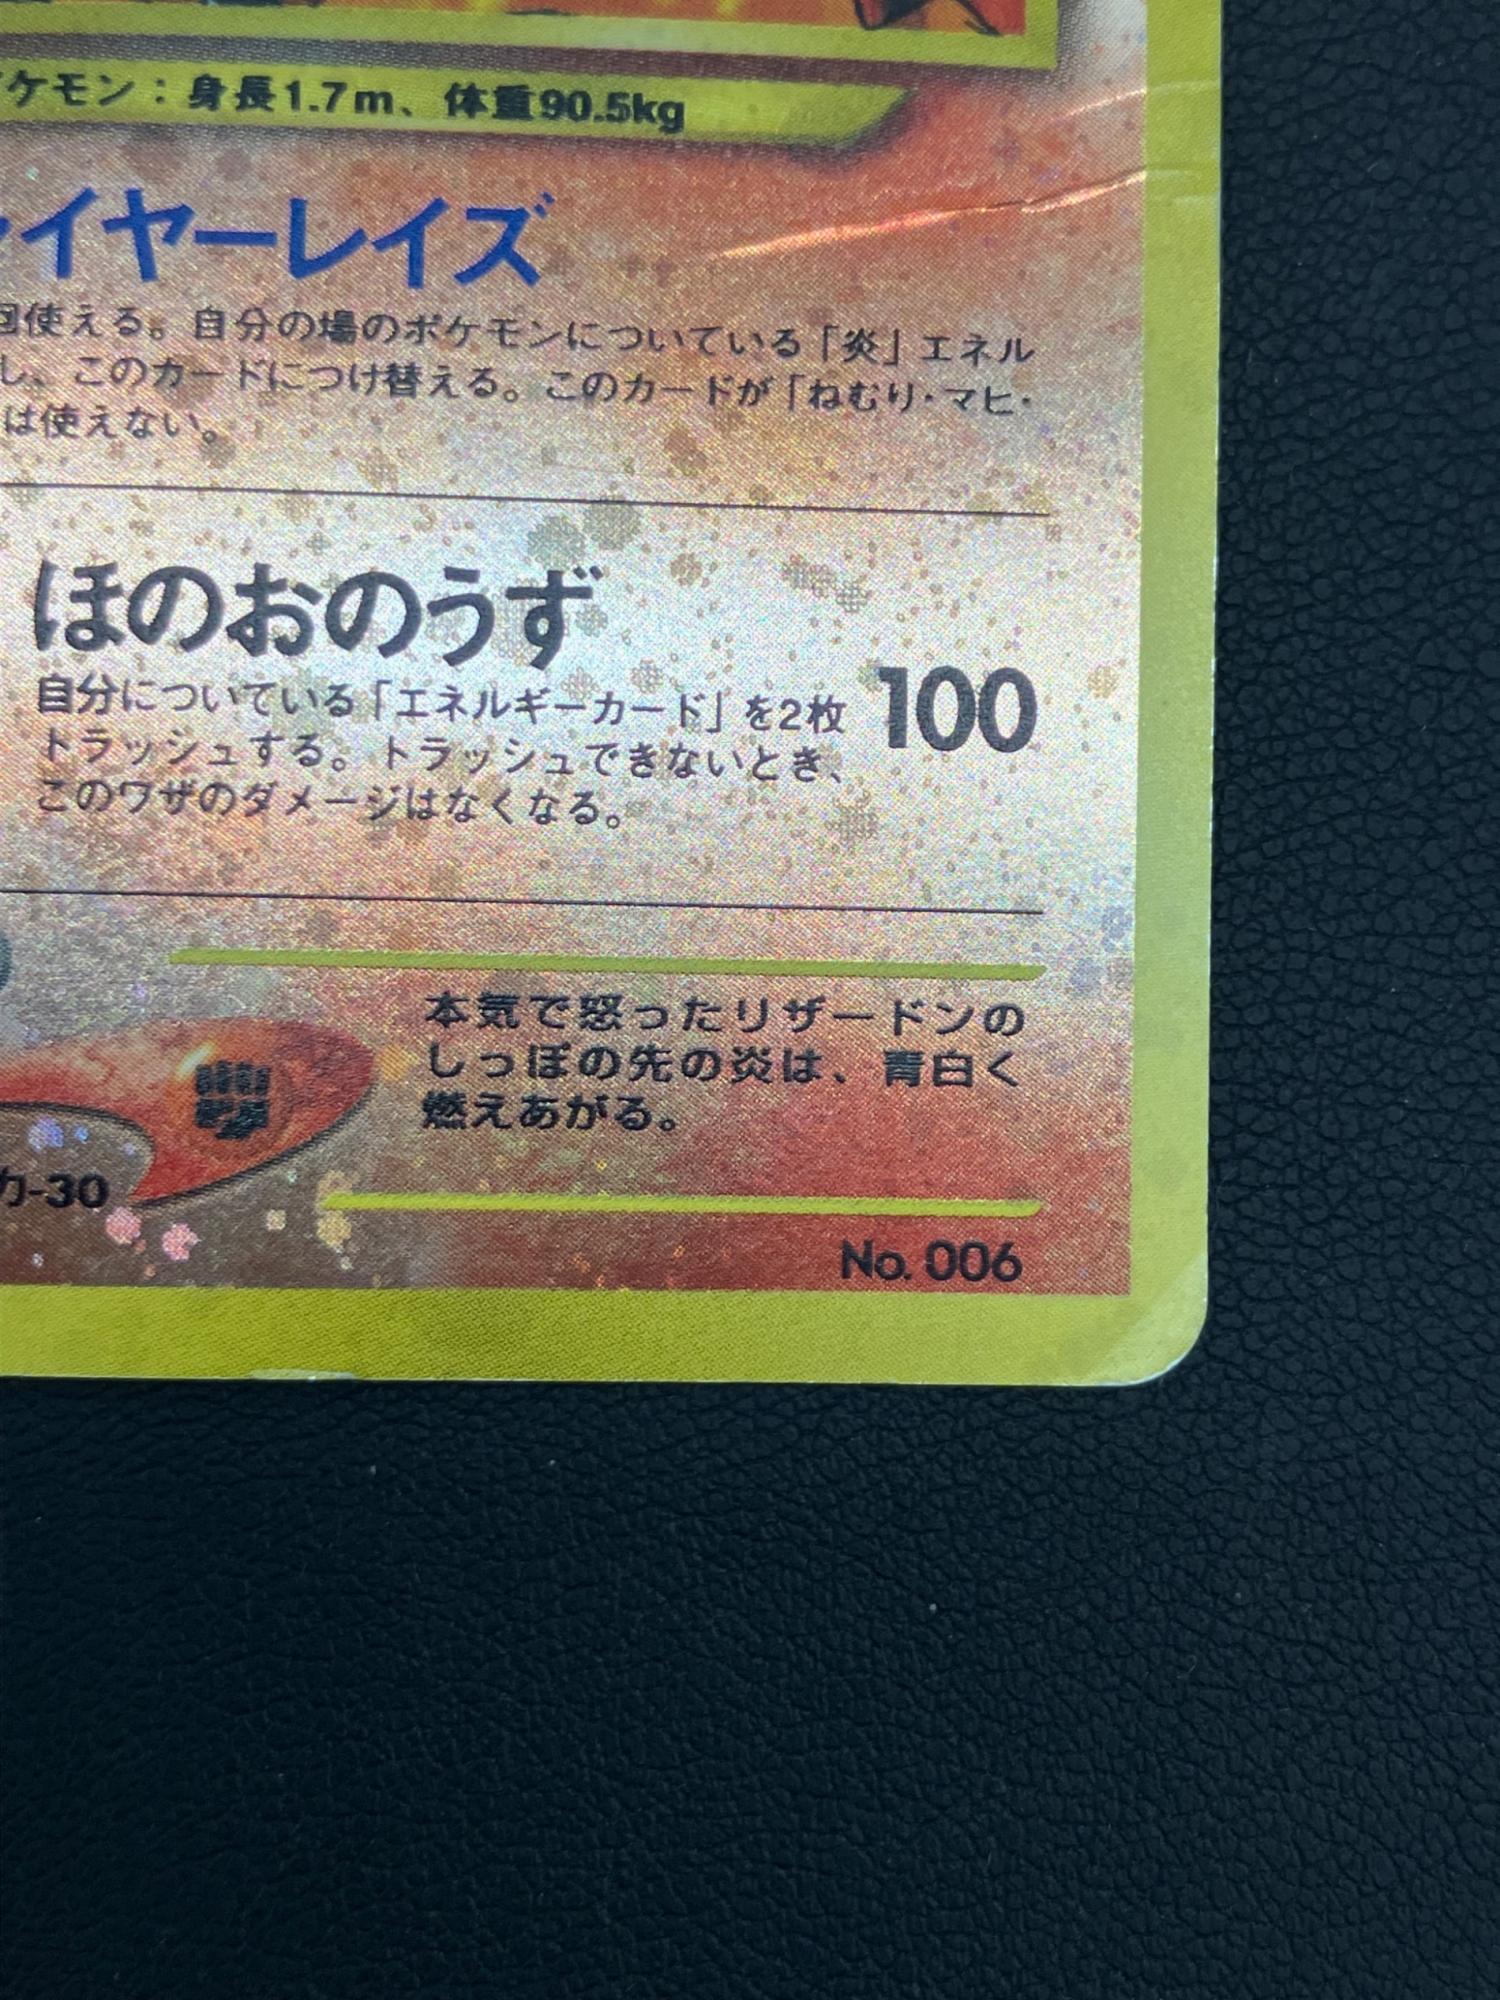 ケモン：身長1.7m、体重90.5kg
イヤーレイズ
回使える。自分の場のポケモンについている「炎」エネル
し、このカードにつけ替える。このカードが「ねむり・マヒ・
は使えない。
ほのおのうず
自分についている「エネルギーカード」を2枚
トラッシュする。トラッシュできないとき、
このワザのダメージはなくなる。
100
本気で怒ったリザードンの
しっぽの先の炎は、青白く
燃えあがる。
-30
No. 006